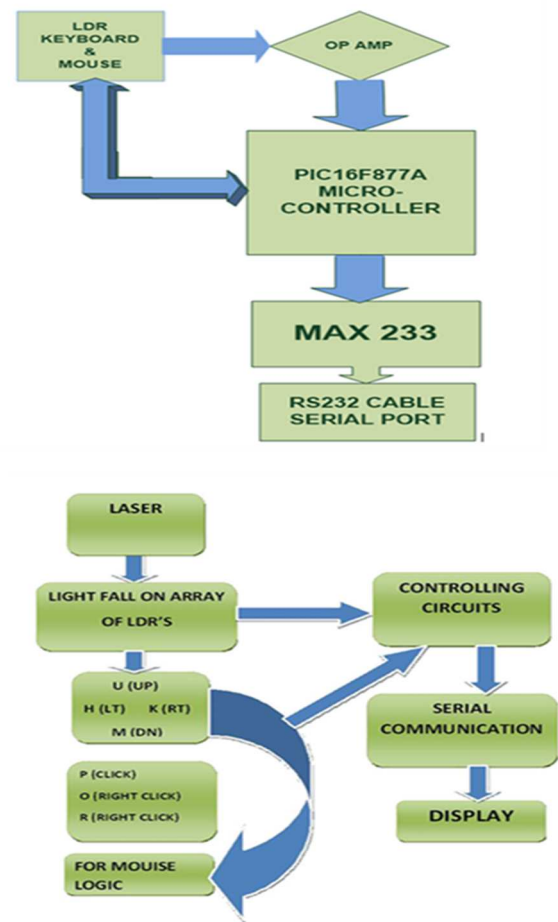 LDR
KEYBOARD
&
MOUSE
OP AMP
PIC16F877A
MICRO-
CONTROLLER
MAX 233
RS232 CABLE
SERIAL PORT
LASER
LIGHT FALL ON ARRAY
OF LDR'S
CONTROLLING
CIRCUITS
U (UP)
H (LT) K (RT)
M (DN)
SERIAL
COMMUNICATION
P (CLICK)
O (RIGHT CLICK)
R (RIGHT CLICK)
DISPLAY
FOR MOUISE
LOGIC